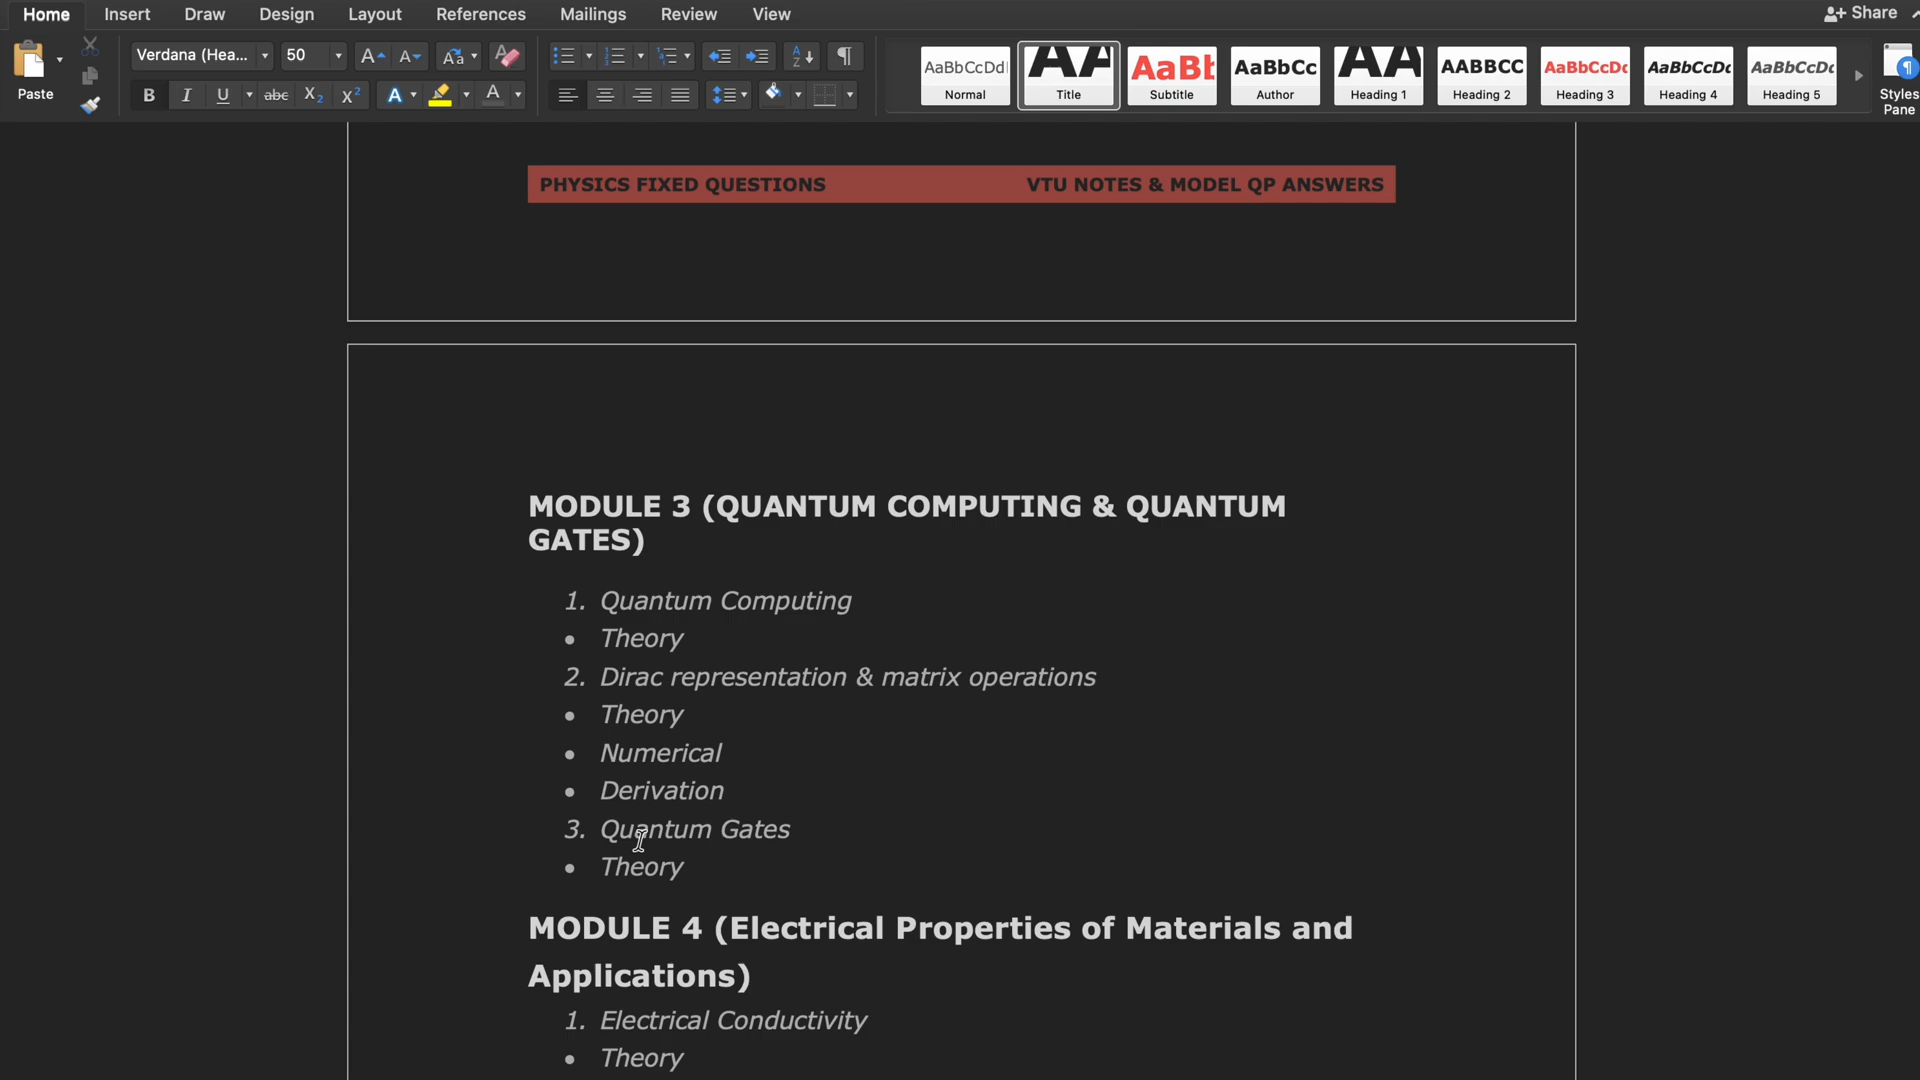 Home Insert Draw Design Layout References Mailings Review View Share
Paste
Verdana (Hea... 50
AaBbCcDdI AA AaBb AaBbCc AA AABBCC AaBbCcDc AaBbCcDc AaBbCcDc
Normal Title Subtitle Author Heading 1 Heading 2 Heading 3 Heading 4 Heading 5
Styles
Pane
PHYSICS FIXED QUESTIONS VTU NOTES & MODEL QP ANSWERS
MODULE 3 (QUANTUM COMPUTING & QUANTUM
GATES)
1. Quantum Computing
• Theory
2. Dirac representation & matrix operations
• Theory
• Numerical
• Derivation
3. Quantum Gates
• Theory
MODULE 4 (Electrical Properties of Materials and
Applications)
1. Electrical Conductivity
• Theory